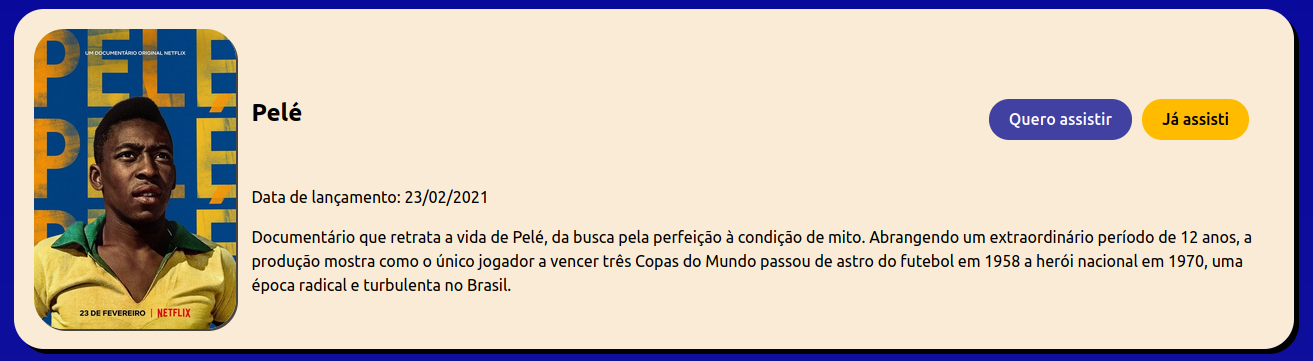 PELÉ
UM DOCUMENTÁRIO ORIGINAL NETFLIX
PELÉ
PELÉ
23 DE FEVEREIRO | NETFLIX
Pelé
Quero assistir
Já assisti
Data de lançamento: 23/02/2021
Documentário que retrata a vida de Pelé, da busca pela perfeição à condição de mito. Abrangendo um extraordinário período de 12 anos, a
produção mostra como o único jogador a vencer três Copas do Mundo passou de astro do futebol em 1958 a herói nacional em 1970, uma
época radical e turbulenta no Brasil.